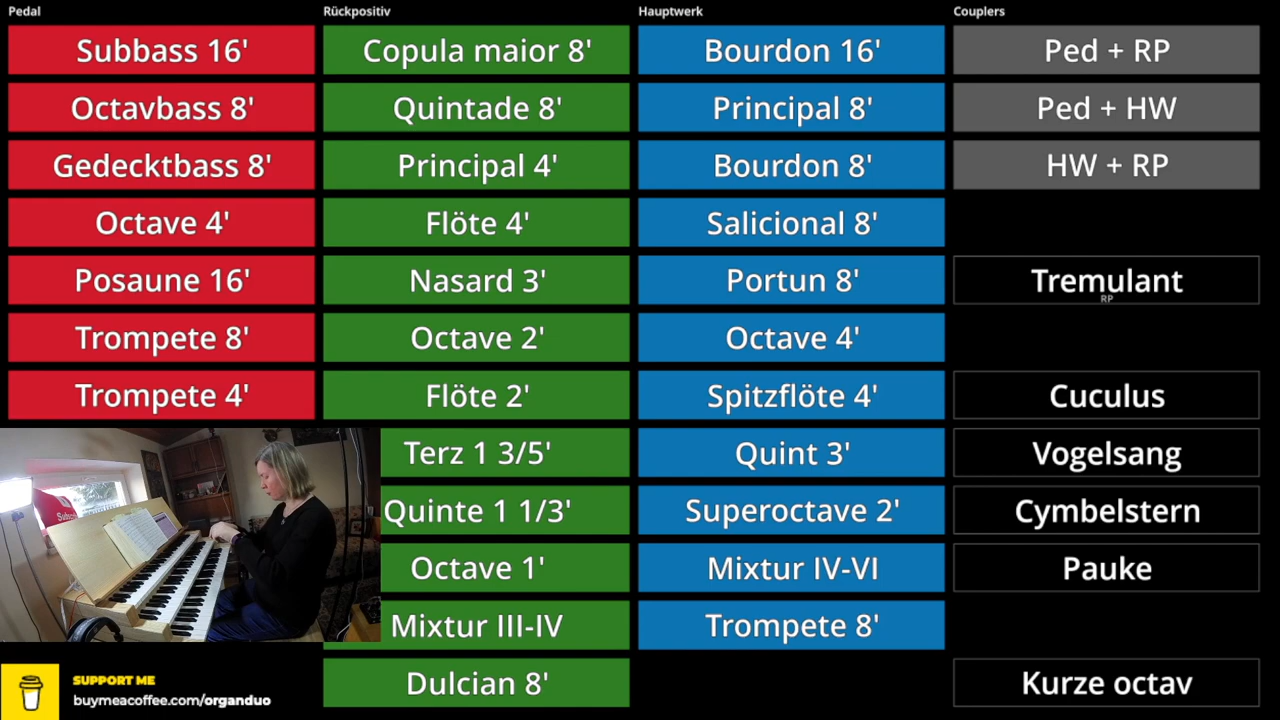 Pedal
Subbass 16'
Octavbass 8'
Gedecktbass 8'
Octave 4'
Posaune 16'
Trompete 8'
Trompete 4'
Rückpositiv
Copula maior 8'
Quintade 8'
Principal 4'
Flöte 4'
Nasard 3'
Octave 2'
Flöte 2'
Terz 1 3/5'
Quinte 1 1/3'
Octave 1'
Mixtur III-IV
Dulcian 8'
Hauptwerk
Bourdon 16'
Principal 8'
Bourdon 8'
Salicional 8'
Portun 8'
Octave 4'
Spitzflöte 4'
Quint 3'
Superoctave 2'
Mixtur IV-VI
Trompete 8'
Couplers
Ped + RP
Ped + HW
HW + RP
Tremulant
RP
Cuculus
Vogelsang
Cymbelstern
Pauke
Kurze octav
SUPPORT ME
buymeacoffee.com/organduo